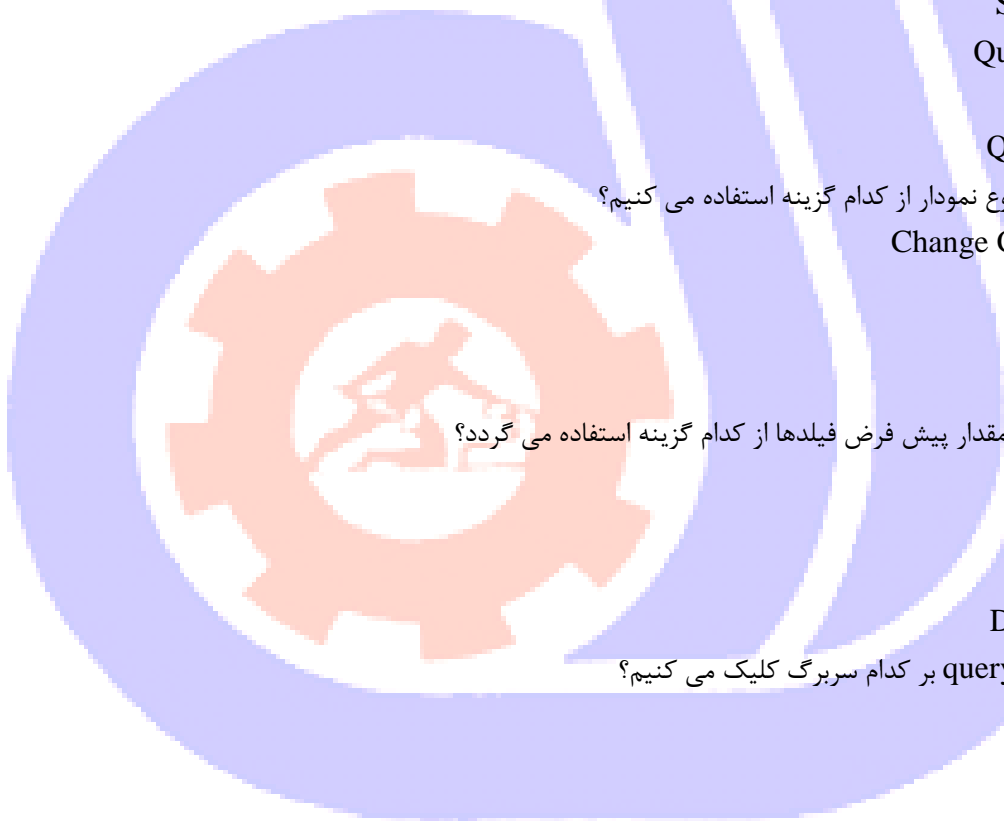 S
Qu
Q
وع نمودار از کدام گزینه استفاده می کنیم؟
Change C
مقدار پیش فرض فیلدها از کدام گزینه استفاده می گردد؟
D
query بر کدام سربرگ کلیک می کنیم؟